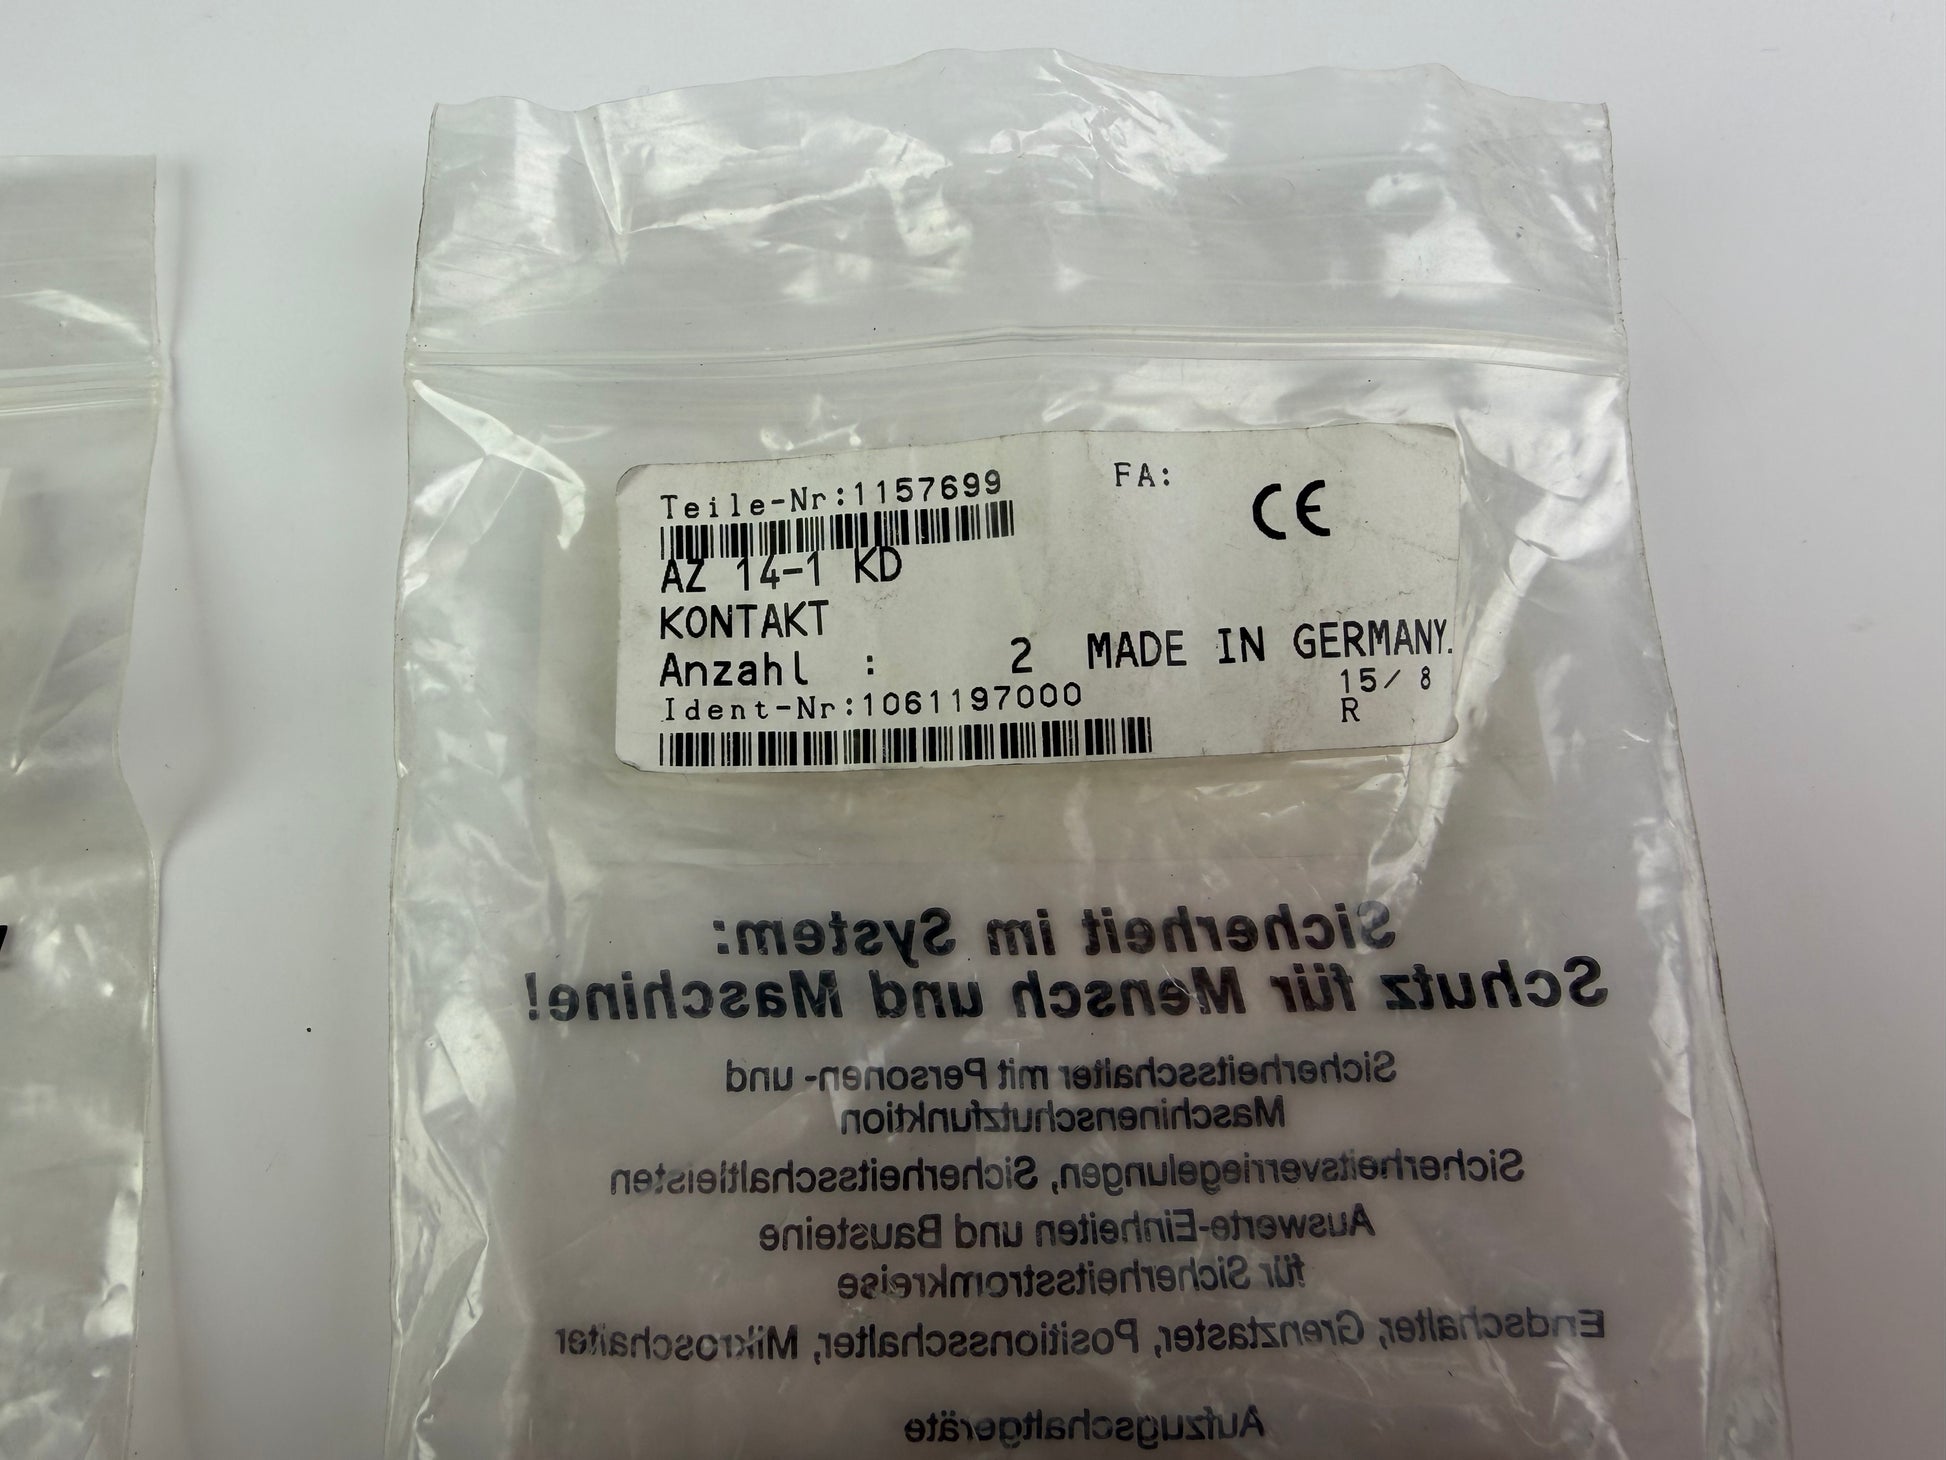 Teile-Nr:1157699 FA: CE
AZ 14-1 KD
KONTAKT
Anzahl : 2 MADE IN GERMANY.
Ident-Nr:1061197000 15/ 8
R
Sicherheit im System:
Schutz für Mensch und Maschine!
Sicherheitsschalter mit Personen- und
Maschinenschutzfunktion
Sicherheitsverriegelungen, Sicherheitsschaltleisten
Auswerte-Einheiten und Bausteine
für Sicherheitsstromkreise
Endschalter, Grenztaster, Positionsschalter, Mikroschalter
Aufzugschaltgeräte